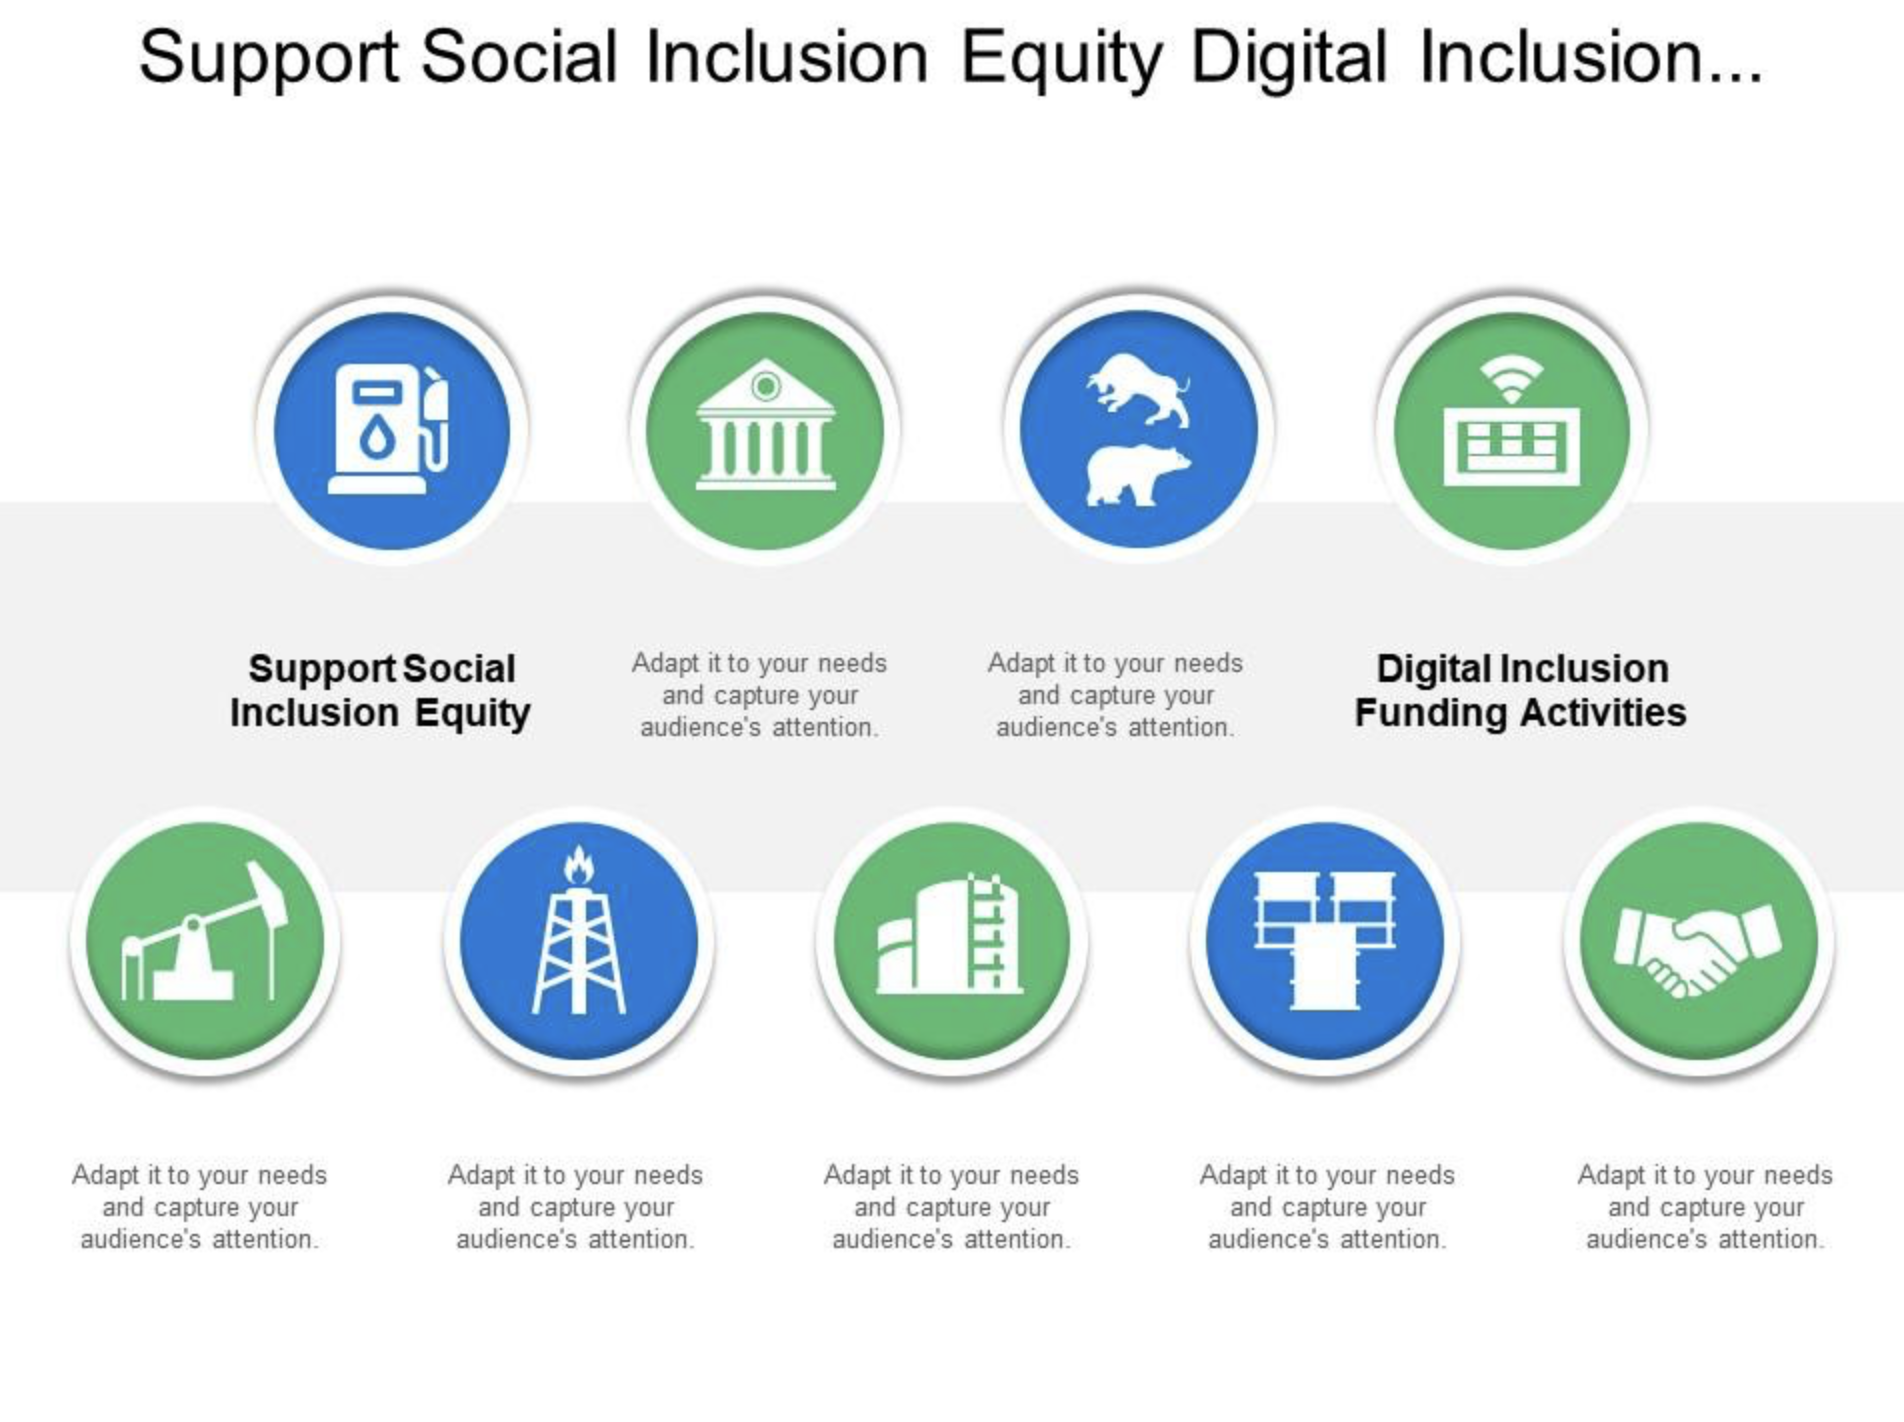 Support Social Inclusion Equity Digital Inclusion...
Support Social
Inclusion Equity
Adapt it to your needs
and capture your
audience's attention.
Adapt it to your needs
and capture your
audience's attention.
Digital Inclusion
Funding Activities
Adapt it to your needs
and capture your
audience's attention.
Adapt it to your needs
and capture your
audience's attention.
Adapt it to your needs
and capture your
audience's attention.
Adapt it to your needs
and capture your
audience's attention.
Adapt it to your needs
and capture your
audience's attention.